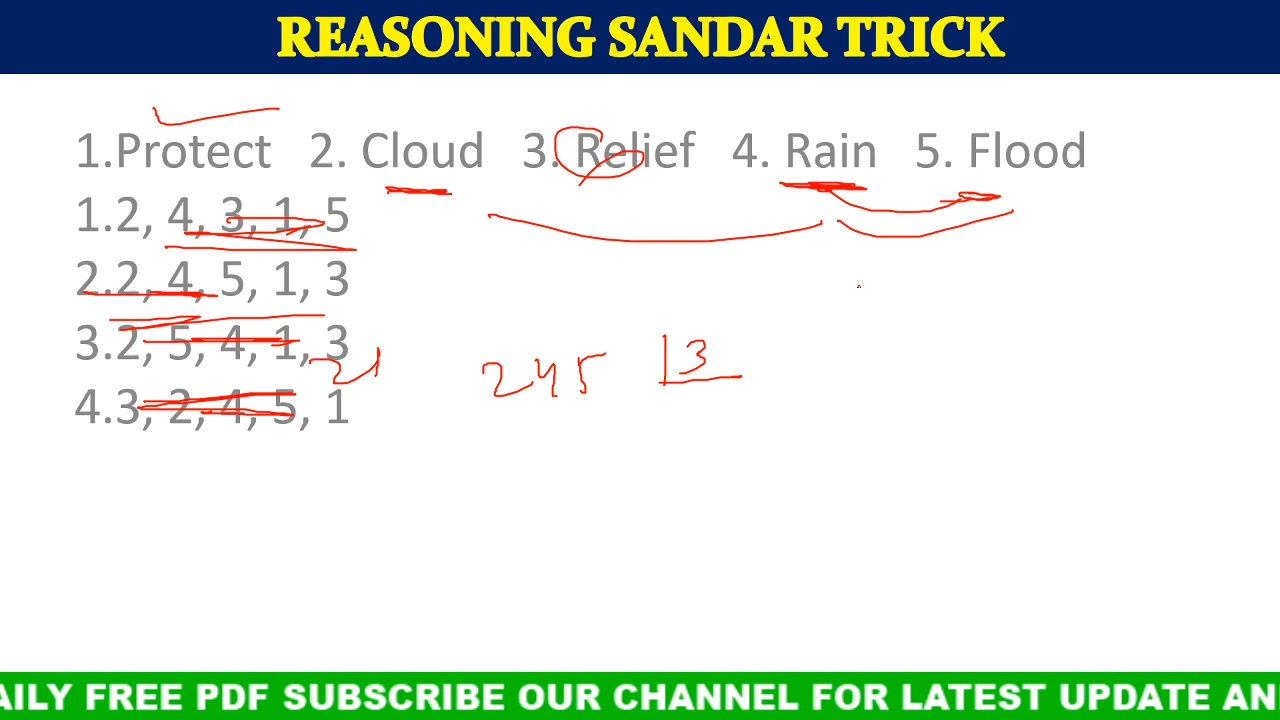 REASONING SANDAR TRICK
1.Protect 2. Cloud 3. Relief 4. Rain 5. Flood
1.2, 4, 3, 1, 5
2.2, 4, 5, 1, 3
3.2, 5, 4, 1, 3
4.3, 2, 4, 5, 1
21
245 13
AILY FREE PDF SUBSCRIBE OUR CHANNEL FOR LATEST UPDATE AN